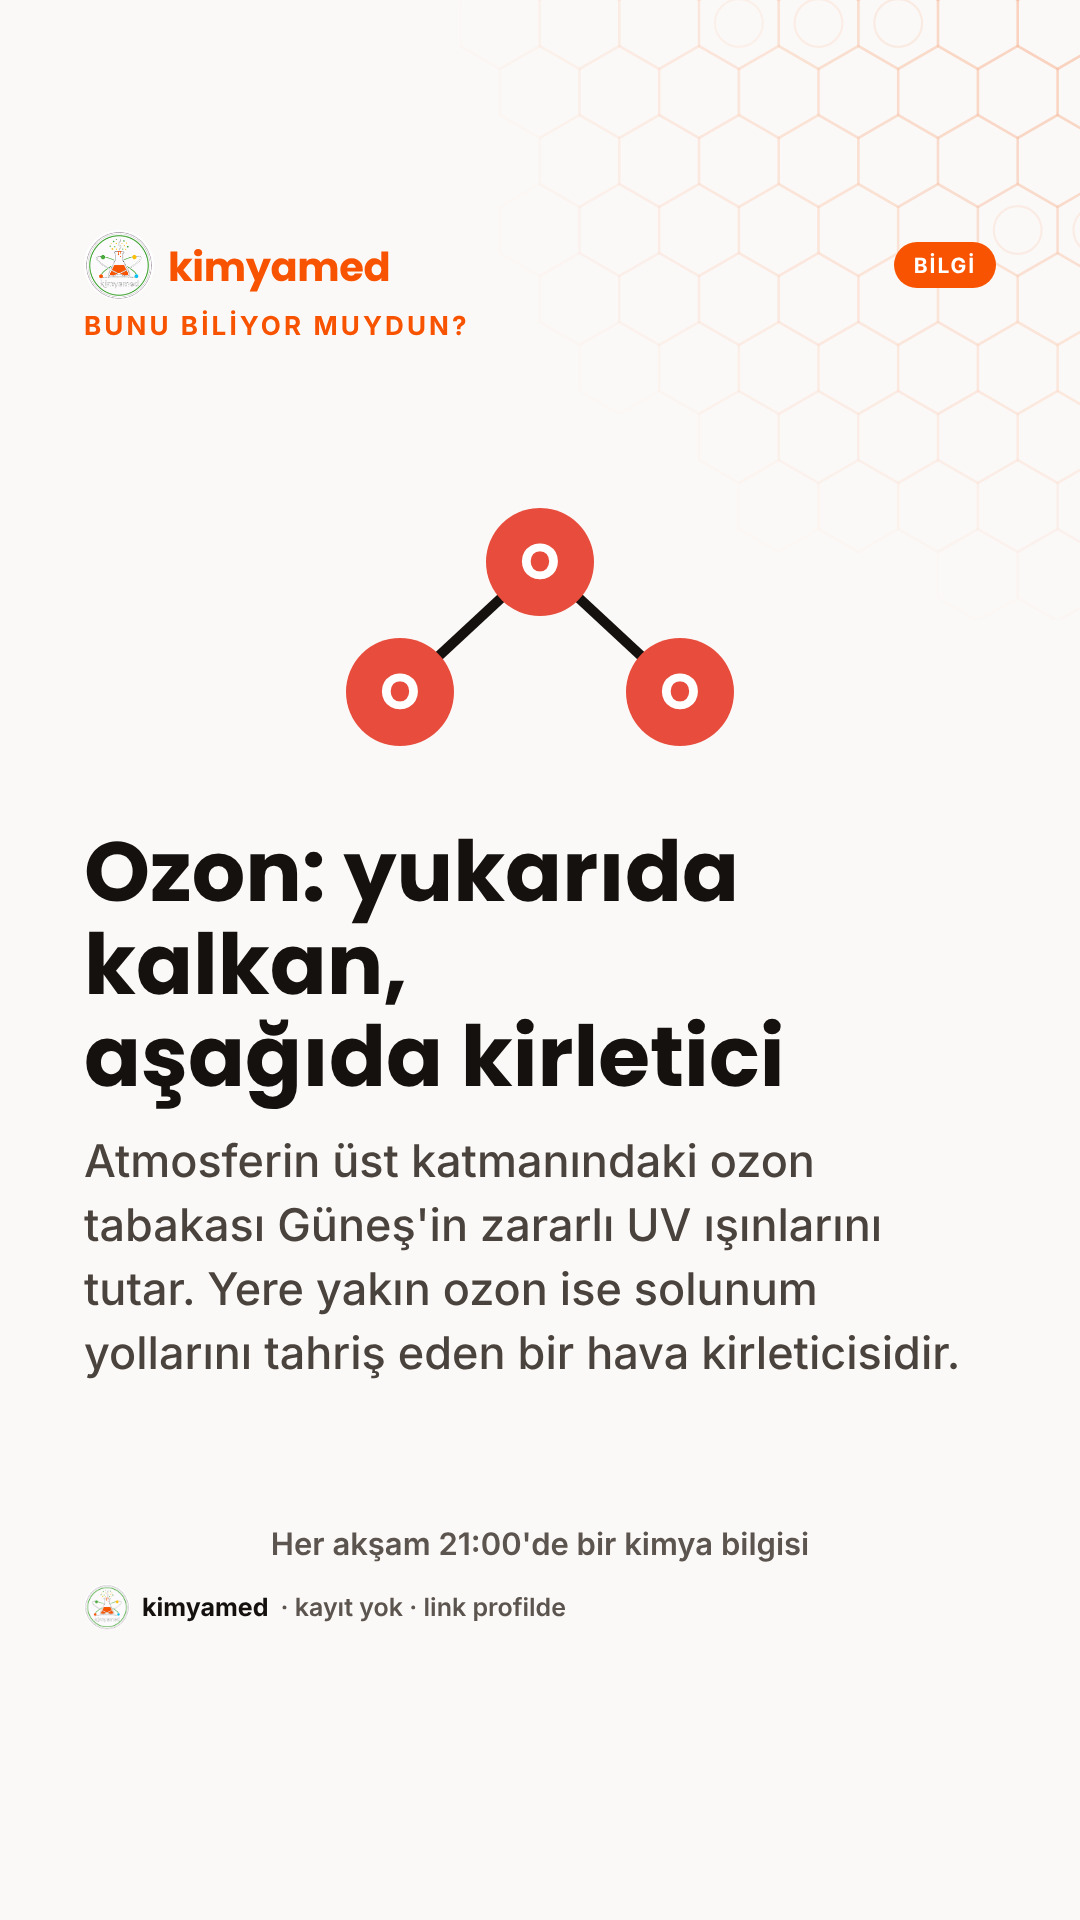 kimyamed
BİLGİ
BUNU BİLİYOR MUYDUN?
O
O
O
Ozon: yukarıda
kalkan,
aşağıda kirletici
Atmosferin üst katmanındaki ozon
tabakası Güneş'in zararlı UV ışınlarını
tutar. Yere yakın ozon ise solunum
yollarını tahriş eden bir hava kirleticisidir.
Her akşam 21:00'de bir kimya bilgisi
kimyamed · kayıt yok · link profilde